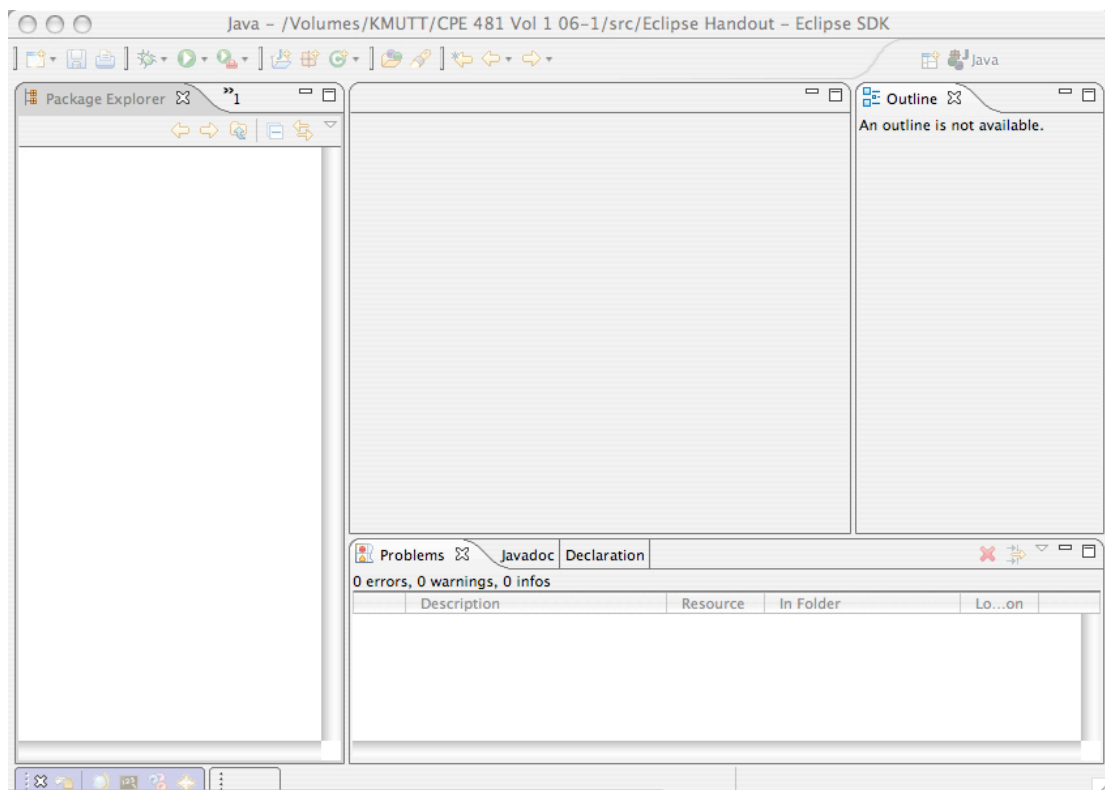 Java – /Volumes/KMUTT/CPE 481 Vol 1 06–1/src/Eclipse Handout – Eclipse SDK
Java
Package Explorer
»1
Outline
An outline is not available.
Problems
Javadoc
Declaration
0 errors, 0 warnings, 0 infos
Description
Resource
In Folder
Lo...on